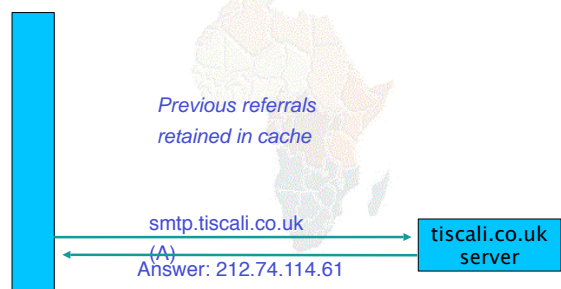 Previous referrals
retained in cache
smtp.tiscali.co.uk
(A)
Answer: 212.74.114.61
tiscali.co.uk
server